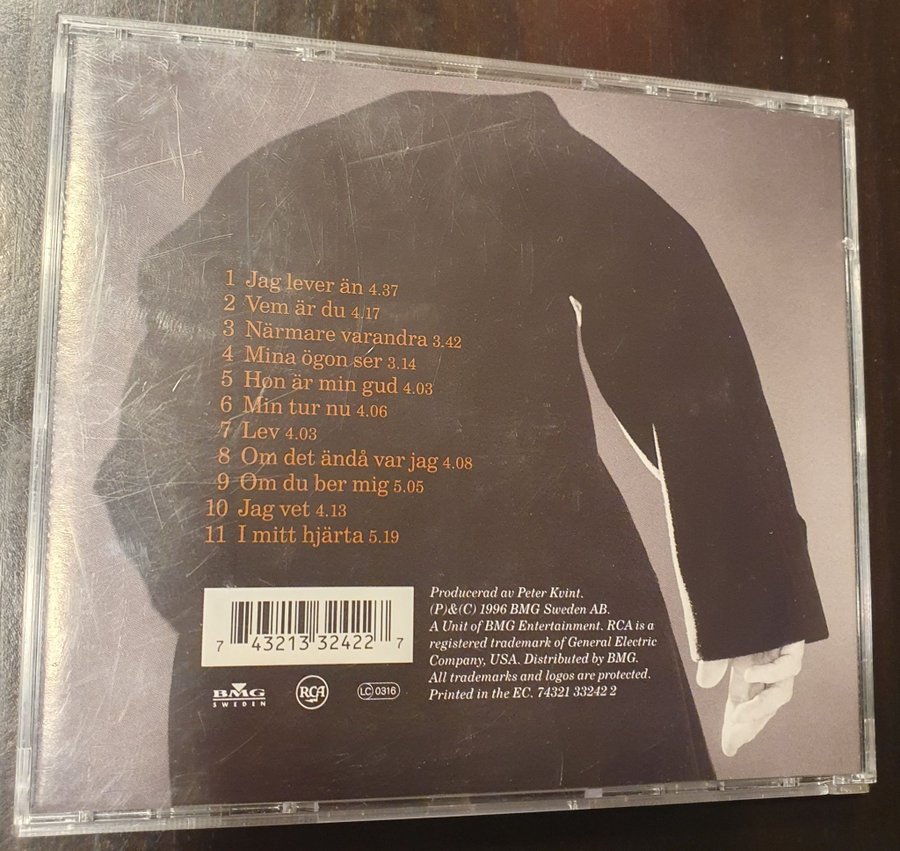 1 Jag lever än 4.37
2 Vem är du 4.17
3 Närmare varandra 3.42
4 Mina ögon ser 3.14
5 Hon är min gud 4.03
6 Min tur nu 4.06
7 Lev 4.03
8 Om det ändå var jag 4.08
9 Om du ber mig 5.05
10 Jag vet 4.13
11 I mitt hjärta 5.19
7 43213 32422 7
BMG
SWEDEN
RCA
LC 0316
Producerad av Peter Kvint.
(P)&(C) 1996 BMG Sweden AB.
A Unit of BMG Entertainment. RCA is a
registered trademark of General Electric
Company, USA. Distributed by BMG.
All trademarks and logos are protected.
Printed in the EC. 74321 33242 2